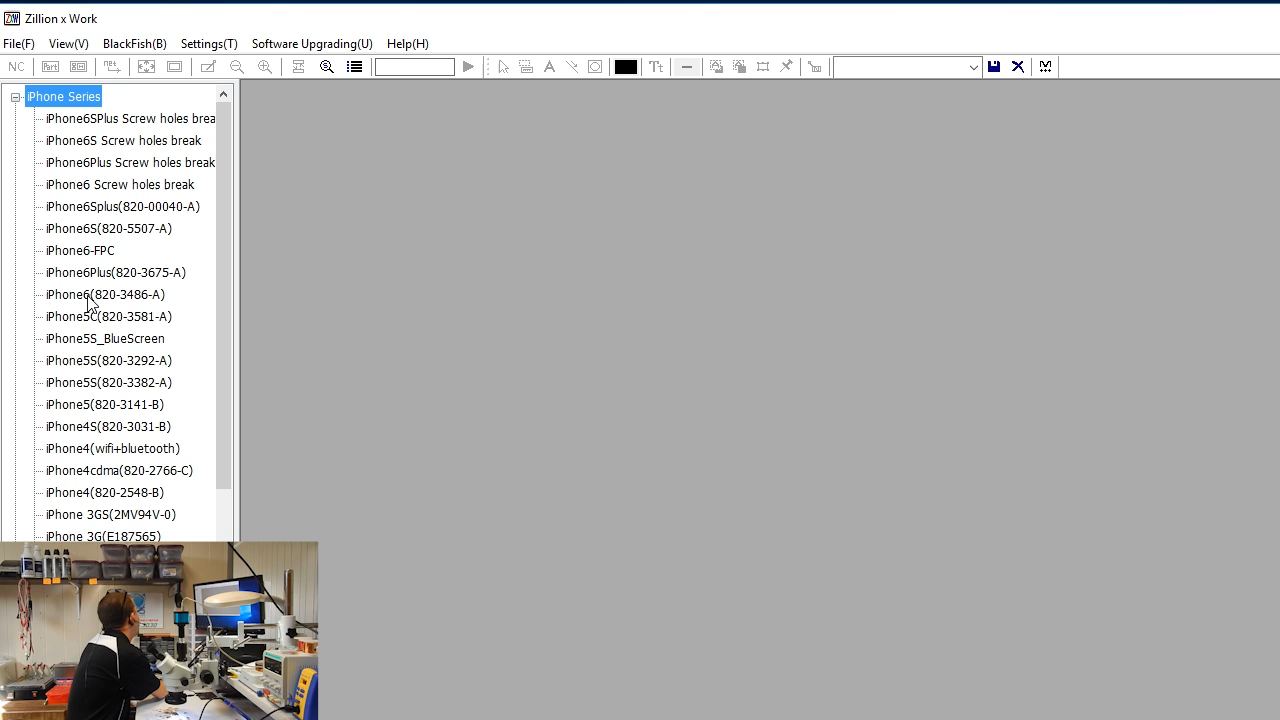 Zillion x Work
File(F) View(V) BlackFish(B) Settings(T) Software Upgrading(U) Help(H)
NC Part
iPhone Series
iPhone6SPlus Screw holes brea
iPhone6S Screw holes break
iPhone6Plus Screw holes break
iPhone6 Screw holes break
iPhone6Splus(820-00040-A)
iPhone6S(820-5507-A)
iPhone6-FPC
iPhone6Plus(820-3675-A)
iPhone6(820-3486-A)
iPhone5C(820-3581-A)
iPhone5S_BlueScreen
iPhone5S(820-3292-A)
iPhone5S(820-3382-A)
iPhone5(820-3141-B)
iPhone4S(820-3031-B)
iPhone4(wifi+bluetooth)
iPhone4cdma(820-2766-C)
iPhone4(820-2548-B)
iPhone 3GS(2MV94V-0)
iPhone 3G(E187565)